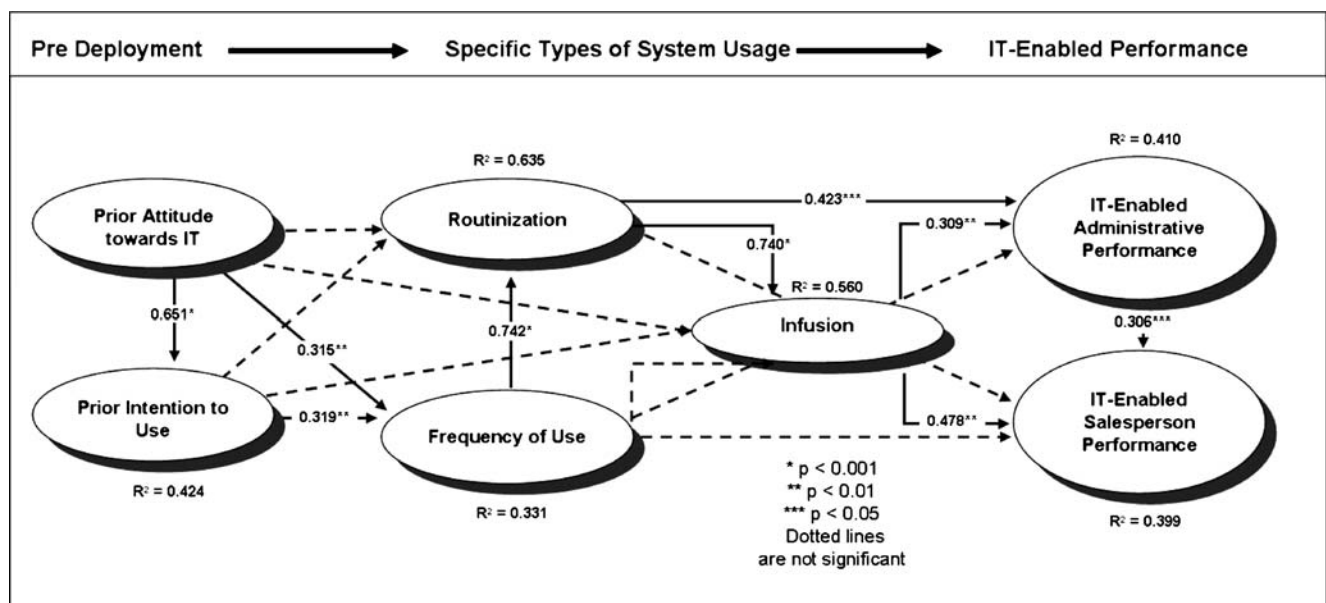 Pre Deployment
Specific Types of System Usage
IT-Enabled Performance
R² = 0.410
R² = 0.635
Prior Attitude
towards IT
Routinization
0.423***
IT-Enabled
Administrative
Performance
0.309**
0.740*
R² = 0.560
0.651*
0.742*
Infusion
0.306***
0.315**
Prior Intention to
Use
0.319**
Frequency of Use
0.478**
IT-Enabled
Salesperson
Performance
R² = 0.424
R² = 0.331
* p < 0.001
** p < 0.01
*** p < 0.05
Dotted lines
are not significant
R² = 0.399